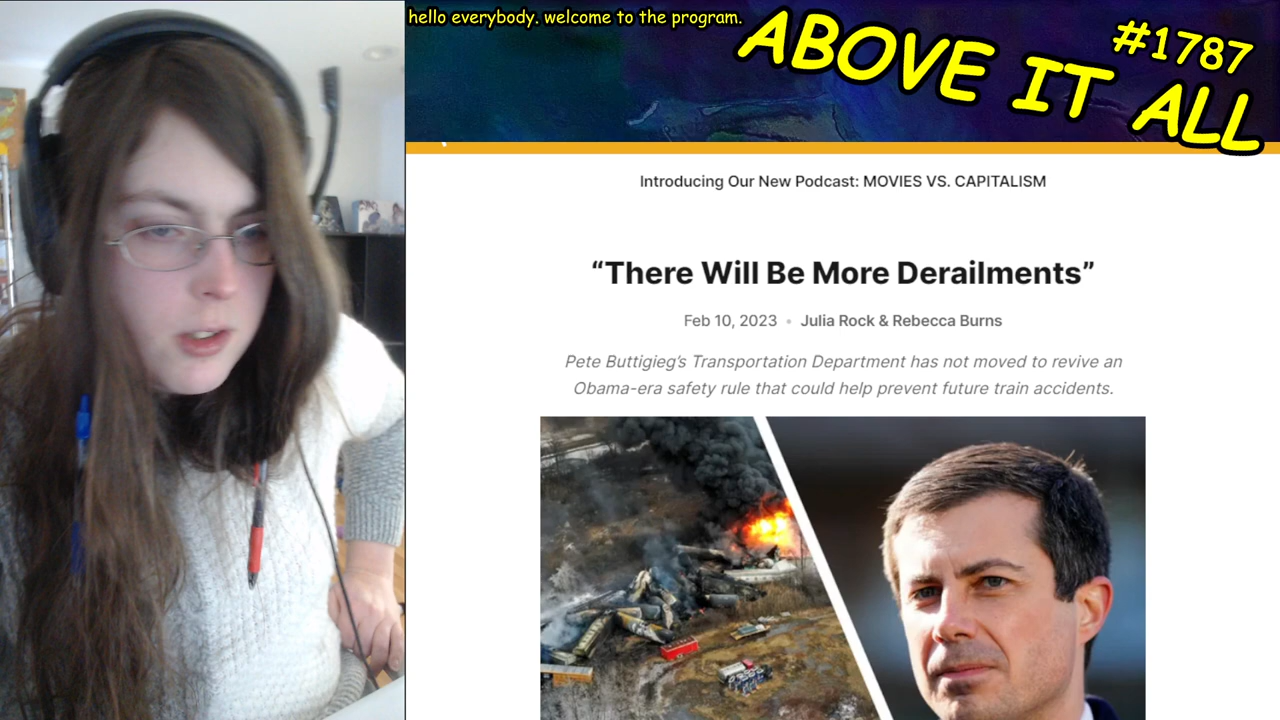 hello everybody. welcome to the program.
ABOVE IT ALL
#1787
Introducing Our New Podcast: MOVIES VS. CAPITALISM
“There Will Be More Derailments”
Feb 10, 2023 • Julia Rock & Rebecca Burns
Pete Buttigieg’s Transportation Department has not moved to revive an
Obama-era safety rule that could help prevent future train accidents.